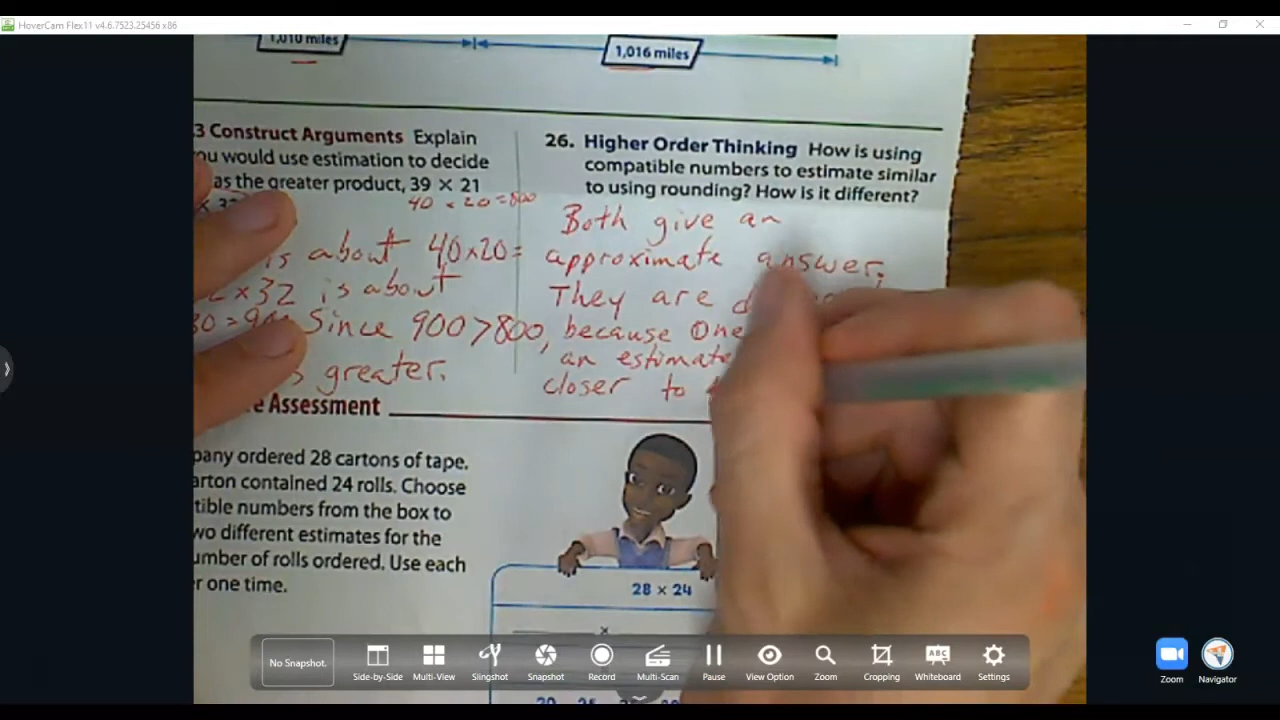 HoverCam Flex11 v4.6.7523.25456 x86
1,010 miles
1,016 miles
3 Construct Arguments Explain
ou would use estimation to decide
as the greater product, 39 × 21
× 32
40 × 20 = 800
is about 40 × 20 =
× 32 is about
Since 900 > 800,
greater.
26. Higher Order Thinking How is using
compatible numbers to estimate similar
to using rounding? How is it different?
Both give an
approximate answer.
They are
because One
an estimate
closer to
e Assessment
pany ordered 28 cartons of tape.
arton contained 24 rolls. Choose
tible numbers from the box to
wo different estimates for the
umber of rolls ordered. Use each
r one time.
28 × 24
×
No Snapshot.
Side-by-Side
Multi-View
Slingshot
Snapshot
Record
Multi-Scan
Pause
View Option
Zoom
Cropping
ABC
Whiteboard
Settings
Zoom
Navigator